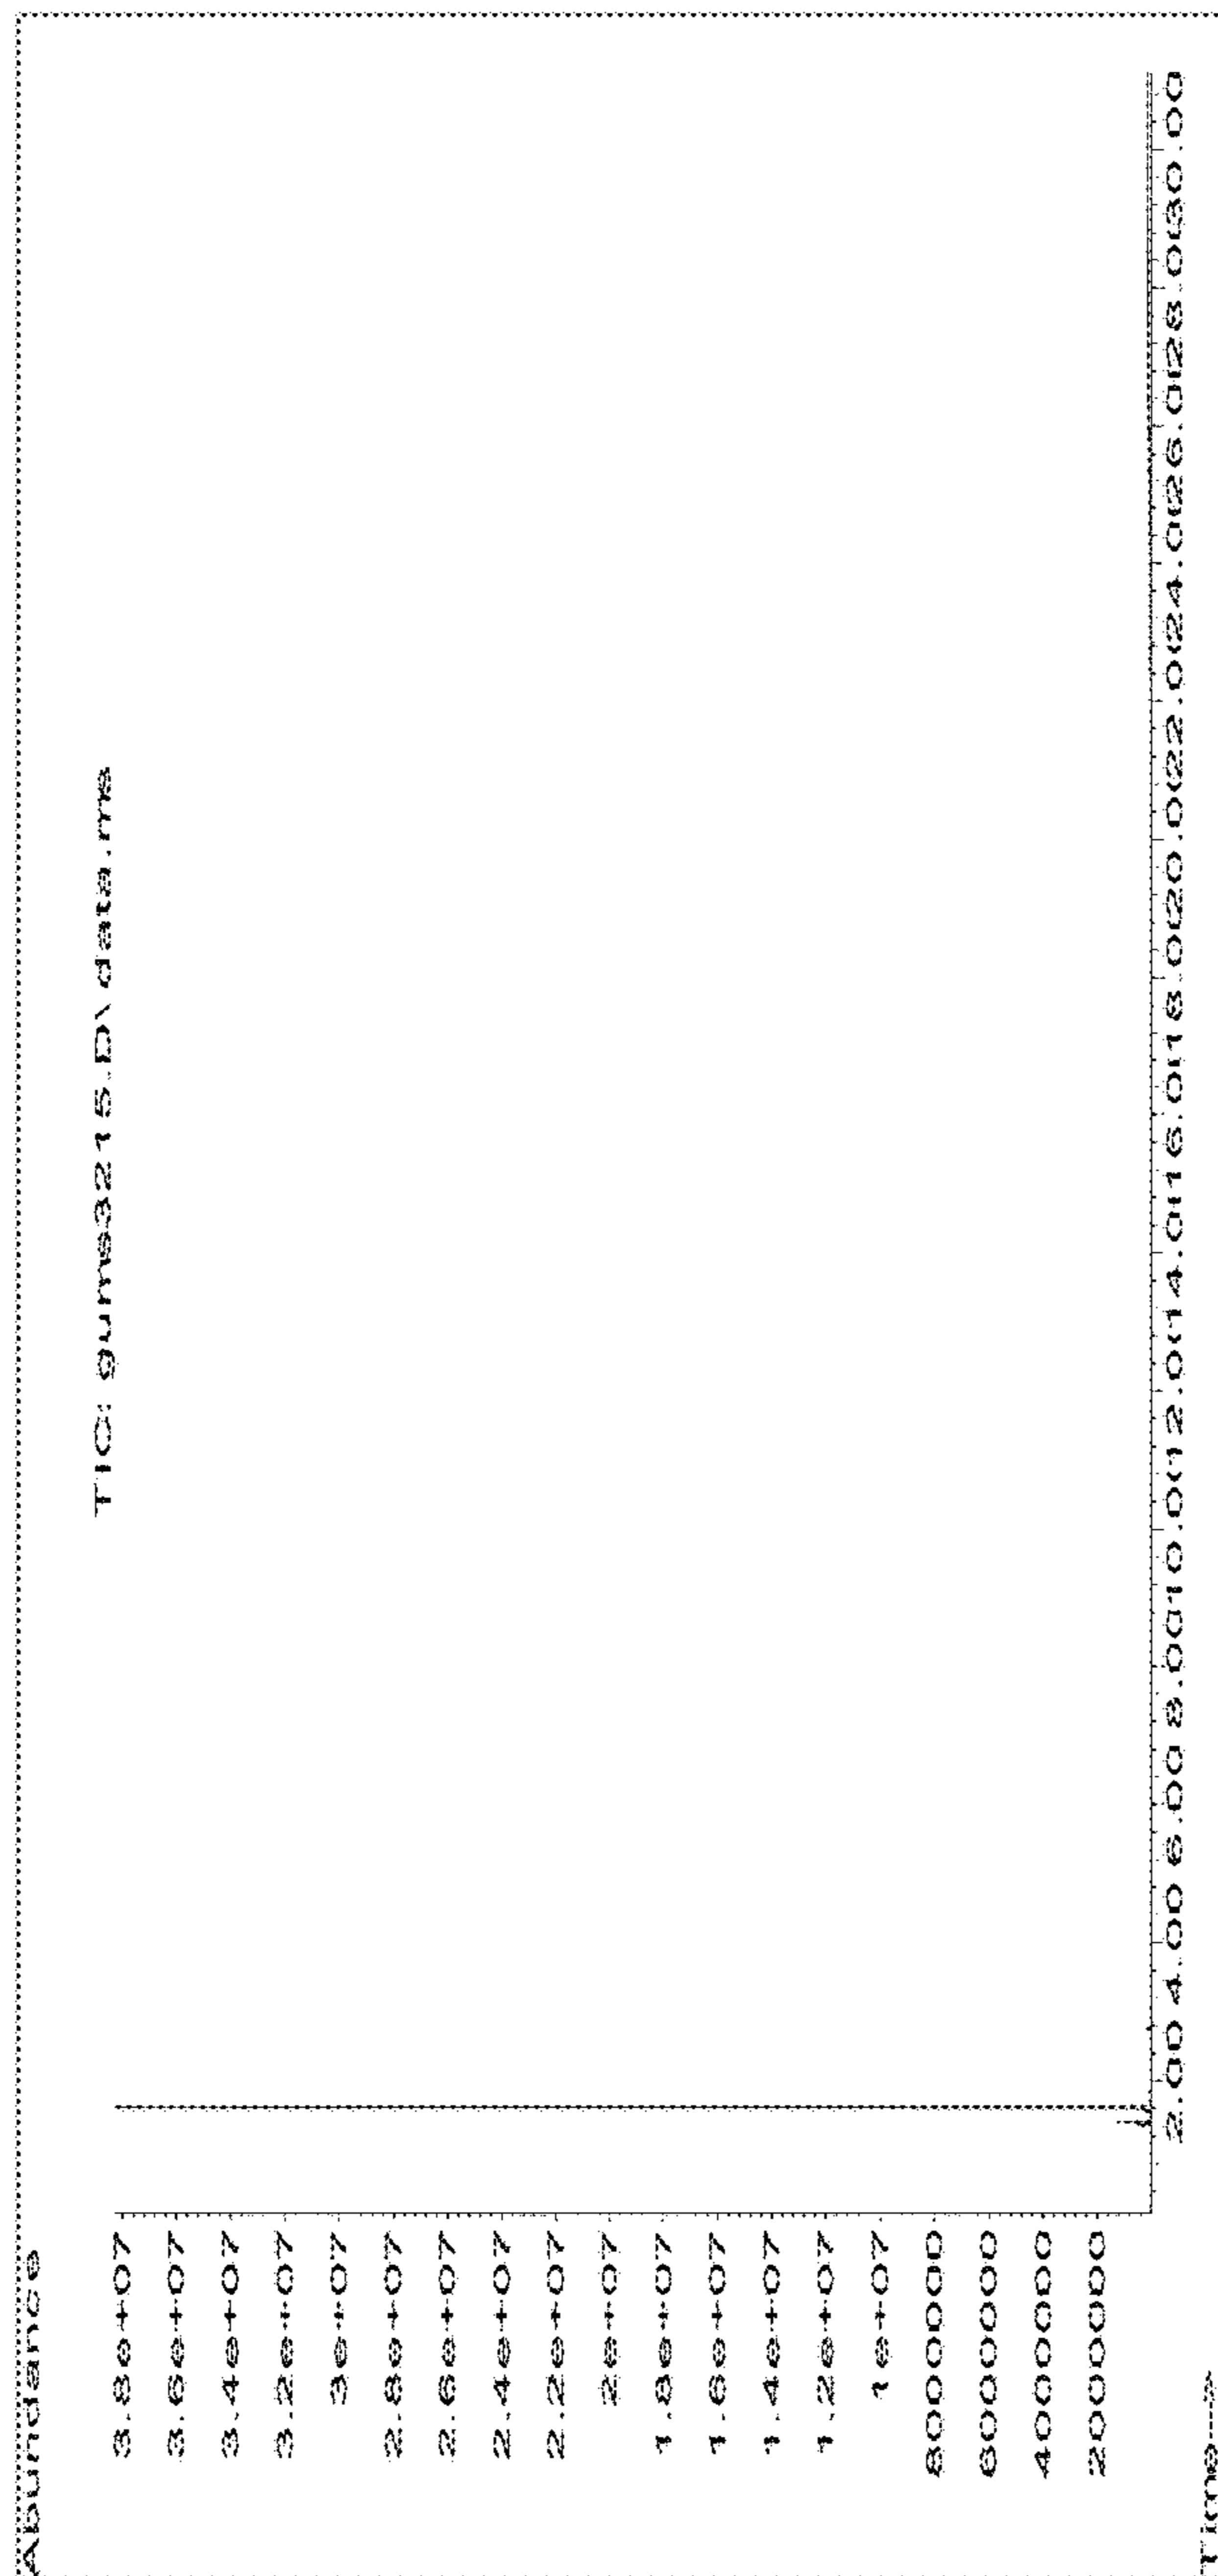 Abundance
TIC: gums3215.D\data.ms
3.8e+07
3.6e+07
3.4e+07
3.2e+07
3e+07
2.8e+07
2.6e+07
2.4e+07
2.2e+07
2e+07
1.8e+07
1.6e+07
1.4e+07
1.2e+07
1e+07
8000000
6000000
4000000
2000000
2.00 4.00 6.00 8.00 10.00 12.00 14.00 16.00 18.00 20.00 22.00 24.00 26.00 28.00 30.00
Time-->